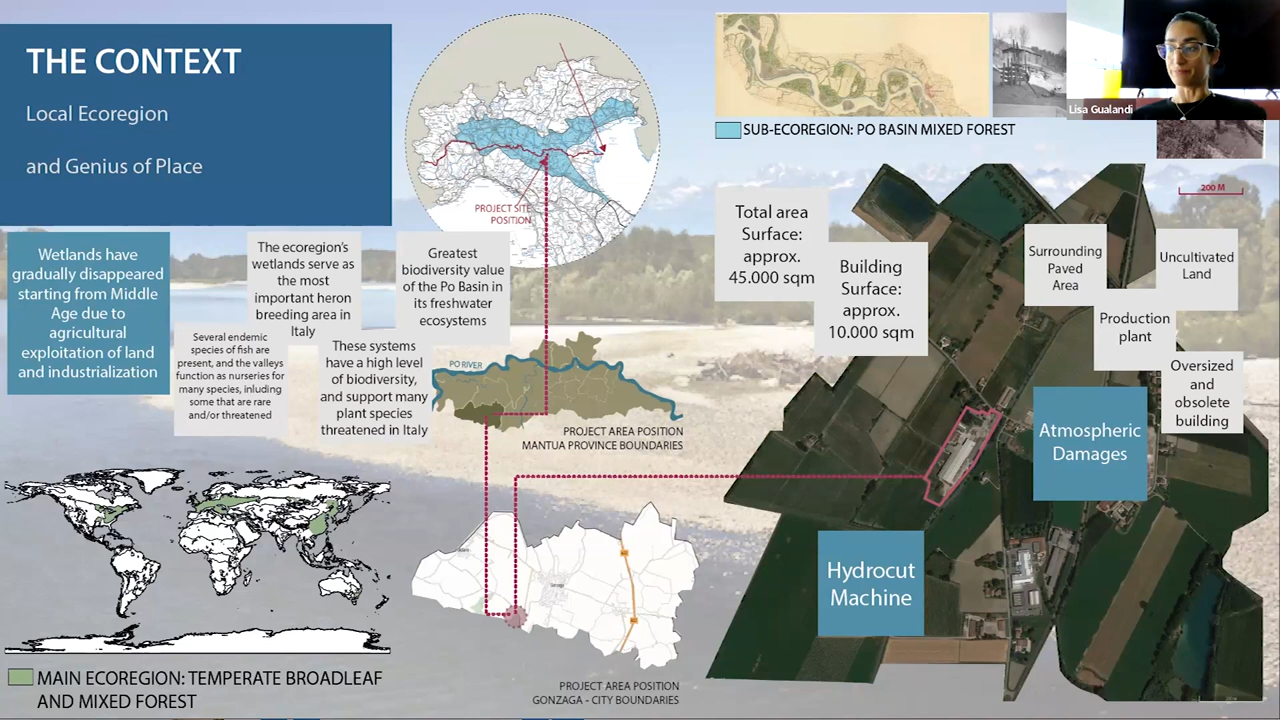 THE CONTEXT
Local Ecoregion
and Genius of Place
Wetlands have
gradually disappeared
starting from Middle
Age due to
agricultural
exploitation of land
and industrialization
The ecoregion's
wetlands serve as
the most
important heron
breeding area in
Italy
Several endemic
species of fish are
present, and the valleys
function as nurseries for
many species, inluding
some that are rare
and/or threatened
Greatest
biodiversity value
of the Po Basin in
its freshwater
ecosystems
These systems
have a high level
of biodiversity,
and support many
plant species
threatened in Italy
PROJECT SITE
POSITION
PO RIVER
PROJECT AREA POSITION
MANTUA PROVINCE BOUNDARIES
PROJECT AREA POSITION
GONZAGA - CITY BOUNDARIES
MAIN ECOREGION: TEMPERATE BROADLEAF
AND MIXED FOREST
Lisa Gualandi
SUB-ECOREGION: PO BASIN MIXED FOREST
200 M
Total area
Surface:
approx.
45.000 sqm
Building
Surface:
approx.
10.000 sqm
Surrounding
Paved
Area
Uncultivated
Land
Production
plant
Oversized
and
obsolete
building
Atmospheric
Damages
Hydrocut
Machine